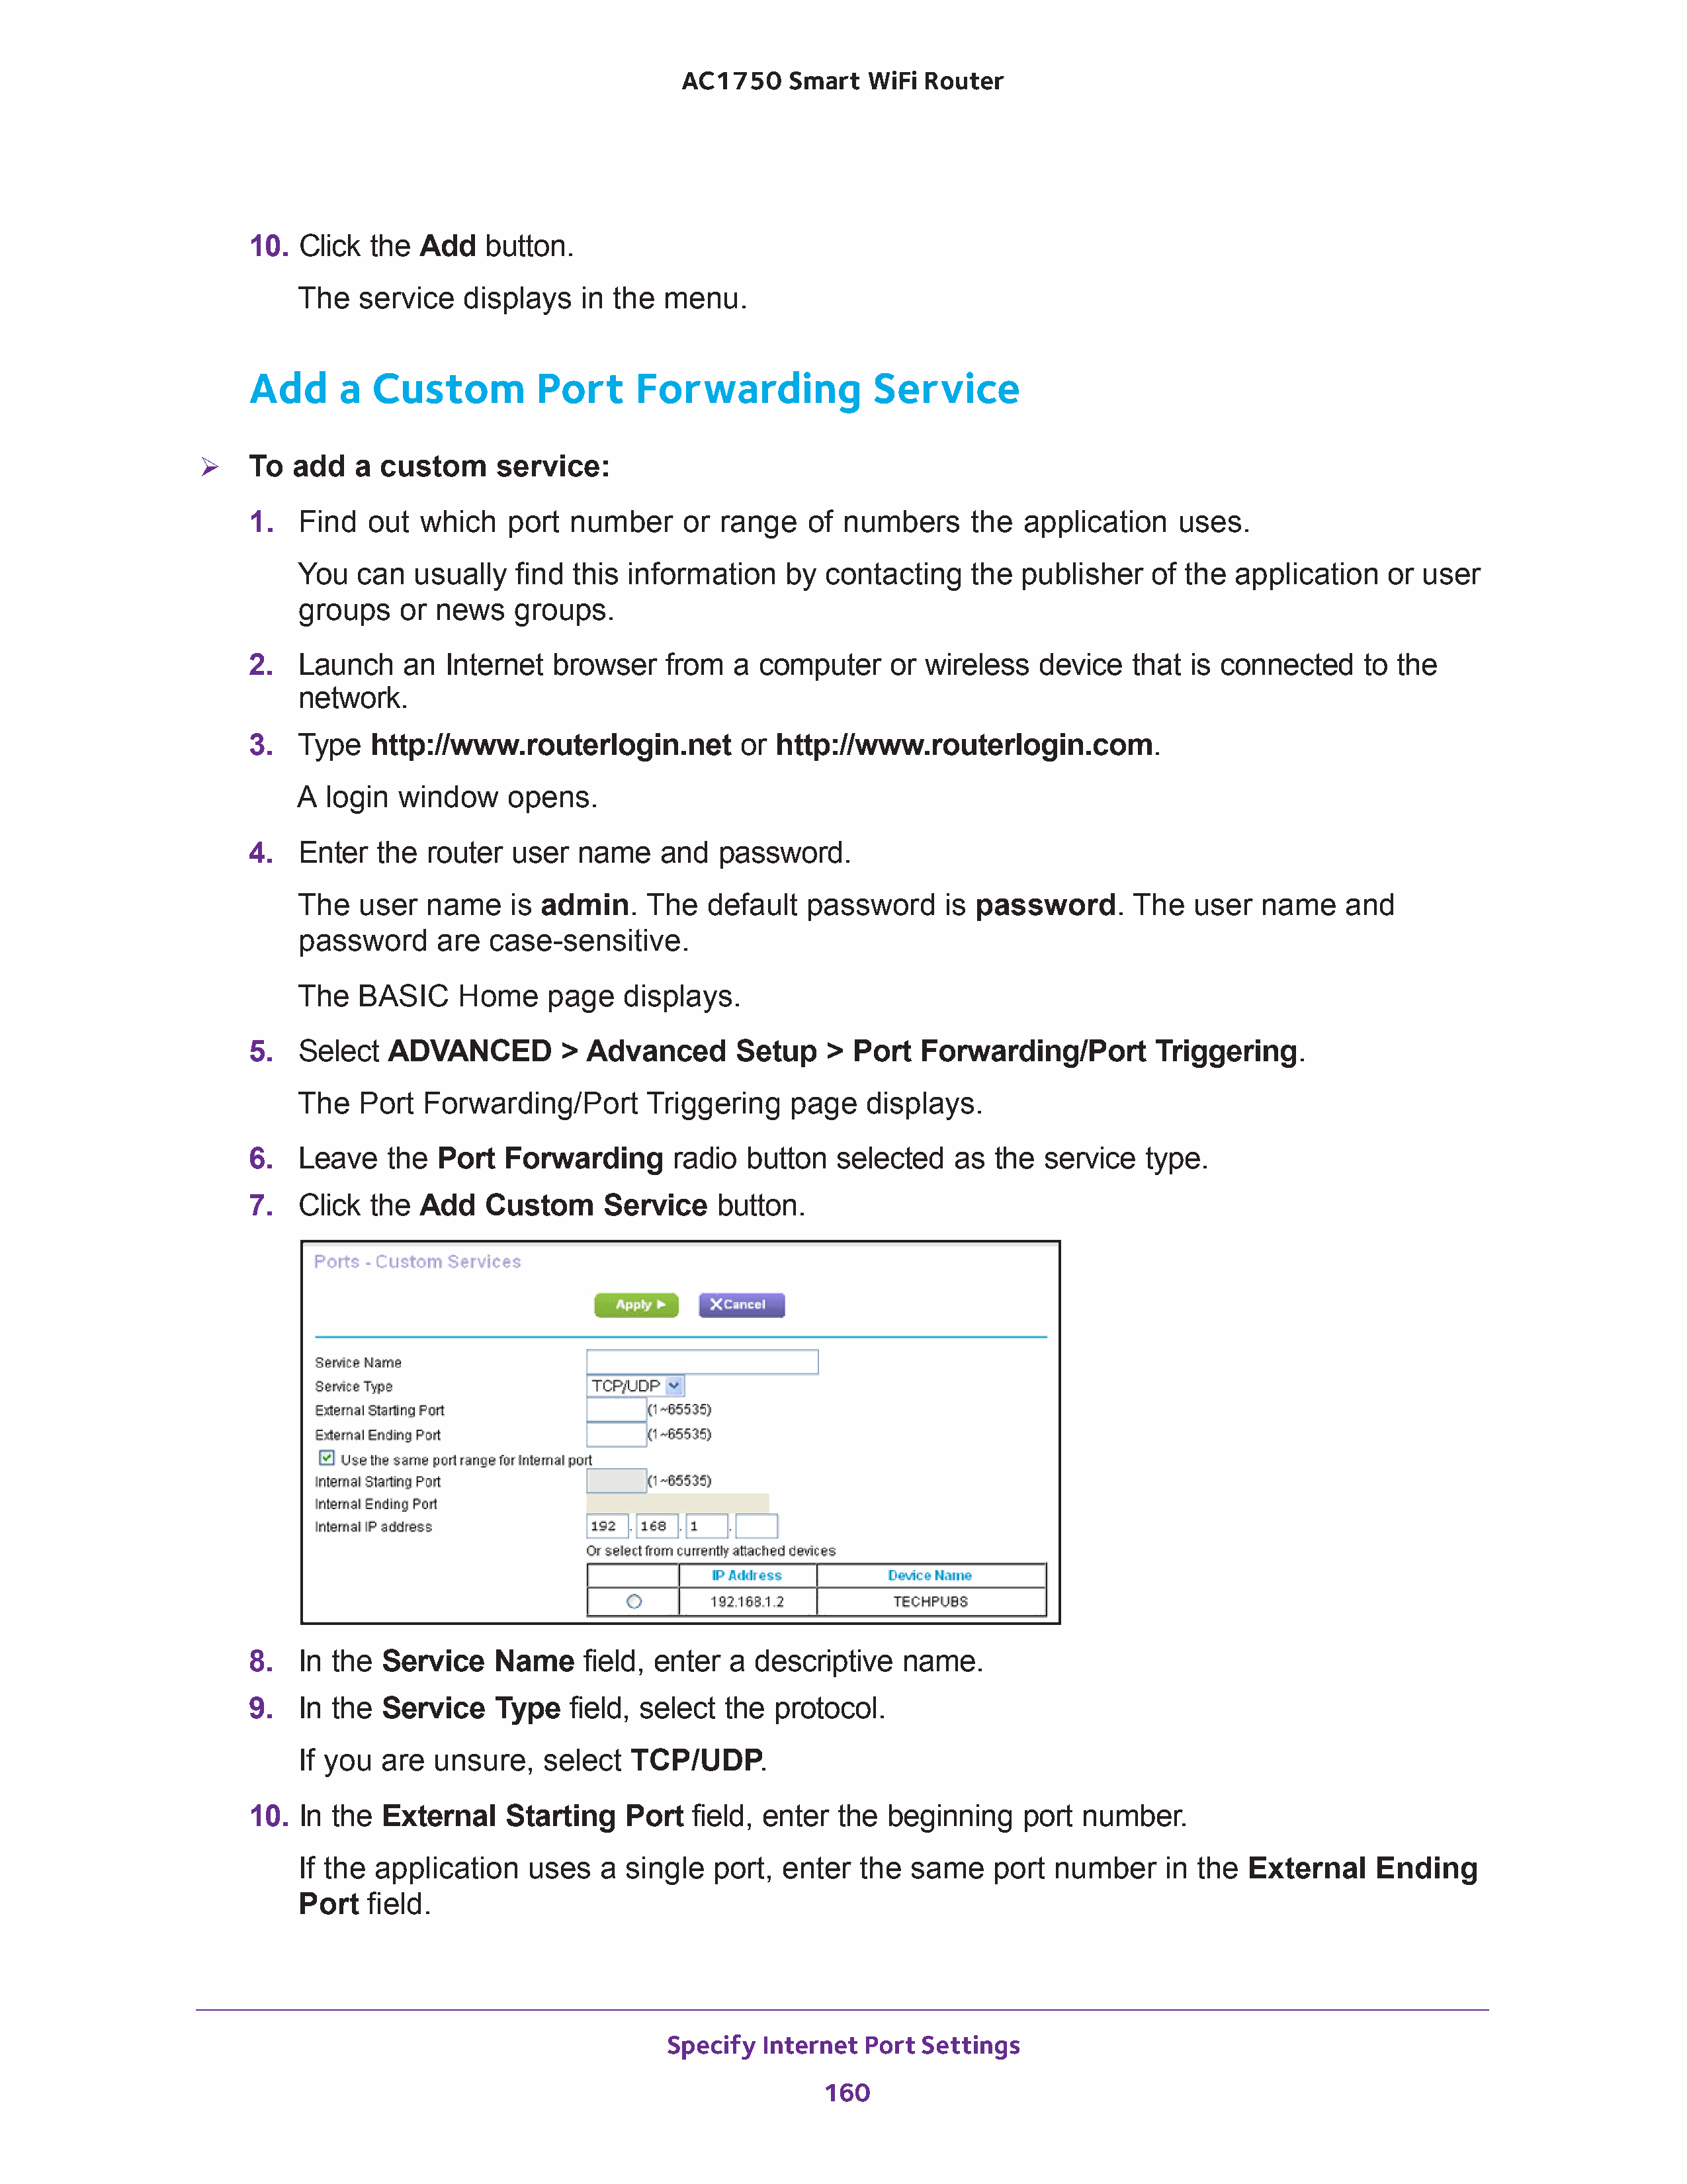 AC1750 Smart WiFi Router
10. Click the Add button.
The service displays in the menu.
Add a Custom Port Forwarding Service
➢ To add a custom service:
1. Find out which port number or range of numbers the application uses.
You can usually find this information by contacting the publisher of the application or user
groups or news groups.
2. Launch an Internet browser from a computer or wireless device that is connected to the
network.
3. Type http://www.routerlogin.net or http://www.routerlogin.com.
A login window opens.
4. Enter the router user name and password.
The user name is admin. The default password is password. The user name and
password are case-sensitive.
The BASIC Home page displays.
5. Select ADVANCED > Advanced Setup > Port Forwarding/Port Triggering.
The Port Forwarding/Port Triggering page displays.
6. Leave the Port Forwarding radio button selected as the service type.
7. Click the Add Custom Service button.
Ports - Custom Services
Apply ► XCancel
Service Name
Service Type TCP/UDP
External Starting Port (1~65535)
External Ending Port (1~65535)
Use the same port range for Internal port
Internal Starting Port (1~65535)
Internal Ending Port
Internal IP address 192 . 168 . 1 .
Or select from currently attached devices
IP Address Device Name
192.168.1.2 TECHPUBS
8. In the Service Name field, enter a descriptive name.
9. In the Service Type field, select the protocol.
If you are unsure, select TCP/UDP.
10. In the External Starting Port field, enter the beginning port number.
If the application uses a single port, enter the same port number in the External Ending
Port field.
Specify Internet Port Settings
160